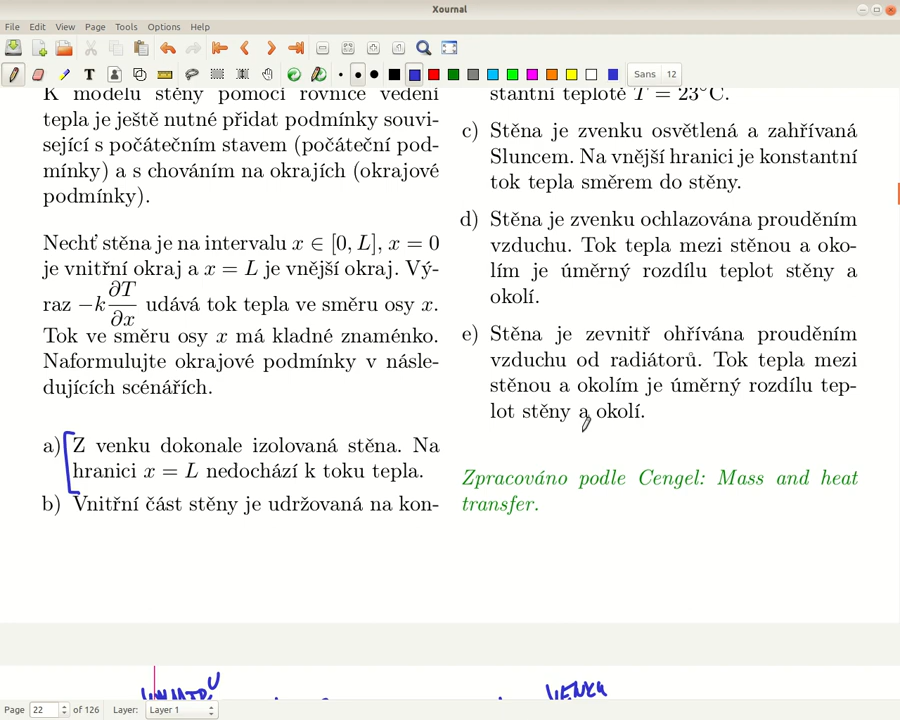 Xournal
File Edit View Page Tools Options Help
Sans 12
K modelu stěny pomocí rovnice vedení
tepla je ještě nutné přidat podmínky souvi-
sející s počátečním stavem (počáteční pod-
mínky) a s chováním na okrajích (okrajové
podmínky).
Nechť stěna je na intervalu x ∈ [0, L], x = 0
je vnitřní okraj a x = L je vnější okraj. Vý-
raz −k ∂T/∂x udává tok tepla ve směru osy x.
Tok ve směru osy x má kladné znaménko.
Naformulujte okrajové podmínky v násle-
dujících scénářích.
a) Z venku dokonale izolovaná stěna. Na
hranici x = L nedochází k toku tepla.
b) Vnitřní část stěny je udržovaná na kon-
stantní teplotě T = 23°C.
c) Stěna je zvenku osvětlená a zahřívaná
Sluncem. Na vnější hranici je konstantní
tok tepla směrem do stěny.
d) Stěna je zvenku ochlazována prouděním
vzduchu. Tok tepla mezi stěnou a oko-
lím je úměrný rozdílu teplot stěny a
okolí.
e) Stěna je zevnitř ohřívána prouděním
vzduchu od radiátorů. Tok tepla mezi
stěnou a okolím je úměrný rozdílu tep-
lot stěny a okolí.
Zpracováno podle Cengel: Mass and heat
transfer.
VENKU
Page 22 of 126 Layer: Layer 1